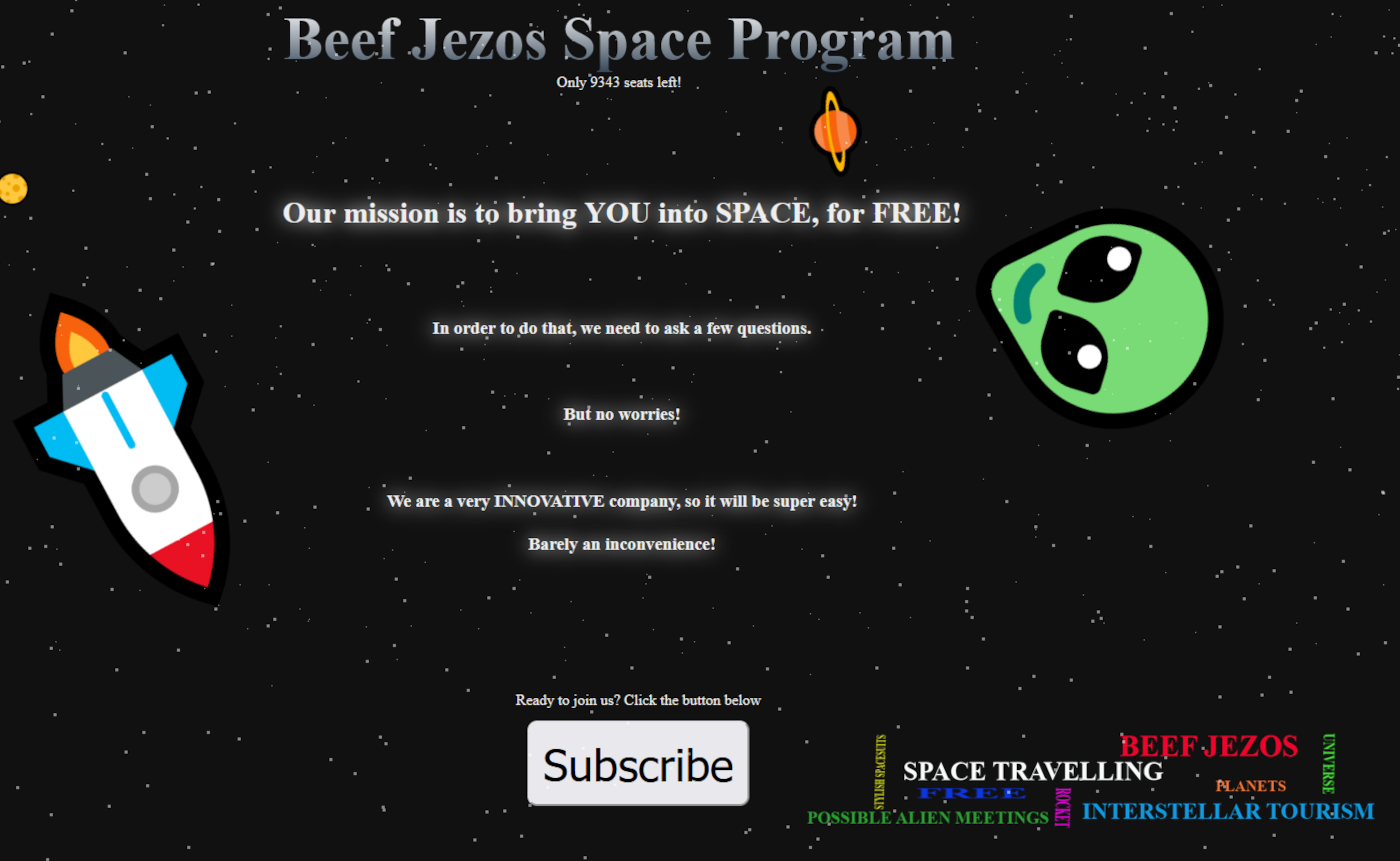 Beef Jezos Space Program
Only 9343 seats left!
Our mission is to bring YOU into SPACE, for FREE!
In order to do that, we need to ask a few questions.
But no worries!
We are a very INNOVATIVE company, so it will be super easy!
Barely an inconvenience!
Ready to join us? Click the button below
Subscribe
STYLISH SPACESUITS
SPACE TRAVELLING
BEEF JEZOS
UNIVERSE
FREE
ROCKET
PLANETS
POSSIBLE ALIEN MEETINGS
INTERSTELLAR TOURISM